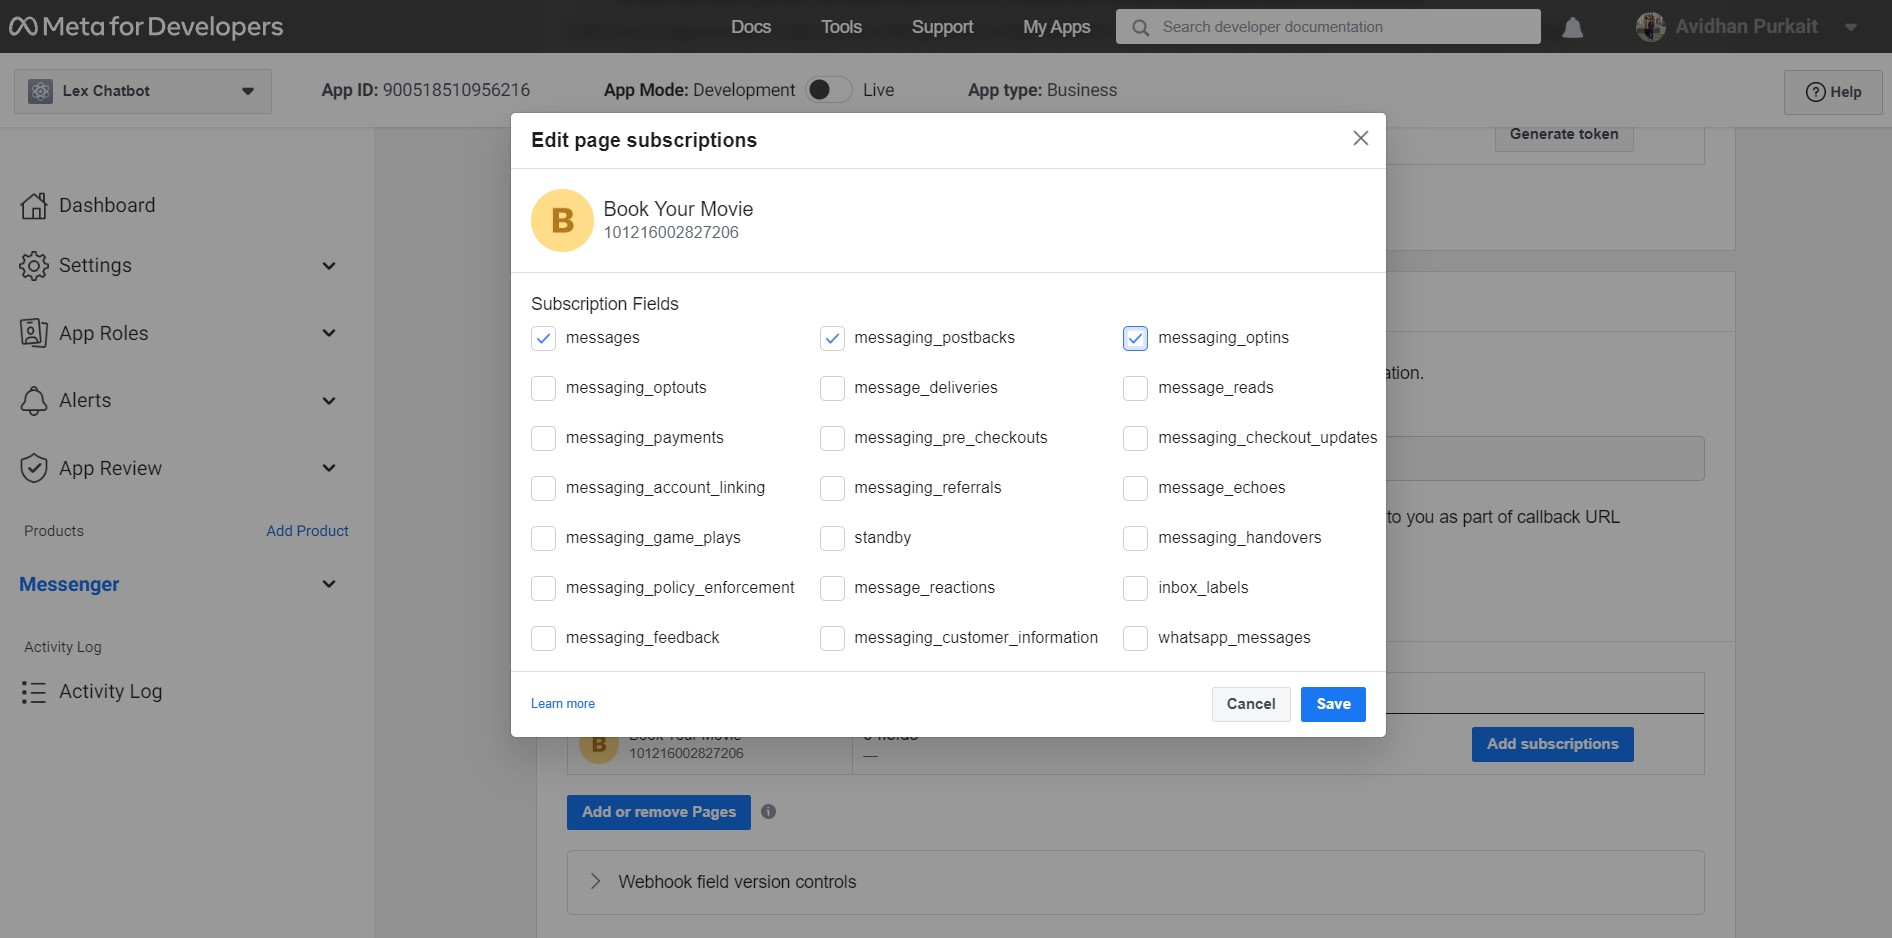 Meta for Developers
Docs Tools Support My Apps Search developer documentation Avidhan Purkait
Lex Chatbot App ID: 900518510956216 App Mode: Development Live App type: Business Help
Generate token
Dashboard
Settings
App Roles
Alerts
App Review
Products Add Product
Messenger
Activity Log
Activity Log
Edit page subscriptions
B Book Your Movie
101216002827206
Subscription Fields
messages messaging_postbacks messaging_optins
messaging_optouts message_deliveries message_reads
messaging_payments messaging_pre_checkouts messaging_checkout_updates
messaging_account_linking messaging_referrals message_echoes
messaging_game_plays standby messaging_handovers
messaging_policy_enforcement message_reactions inbox_labels
messaging_feedback messaging_customer_information whatsapp_messages
Learn more Cancel Save
ation.
to you as part of callback URL
B Book Your Movie
101216002827206 —
Add subscriptions
Add or remove Pages
Webhook field version controls